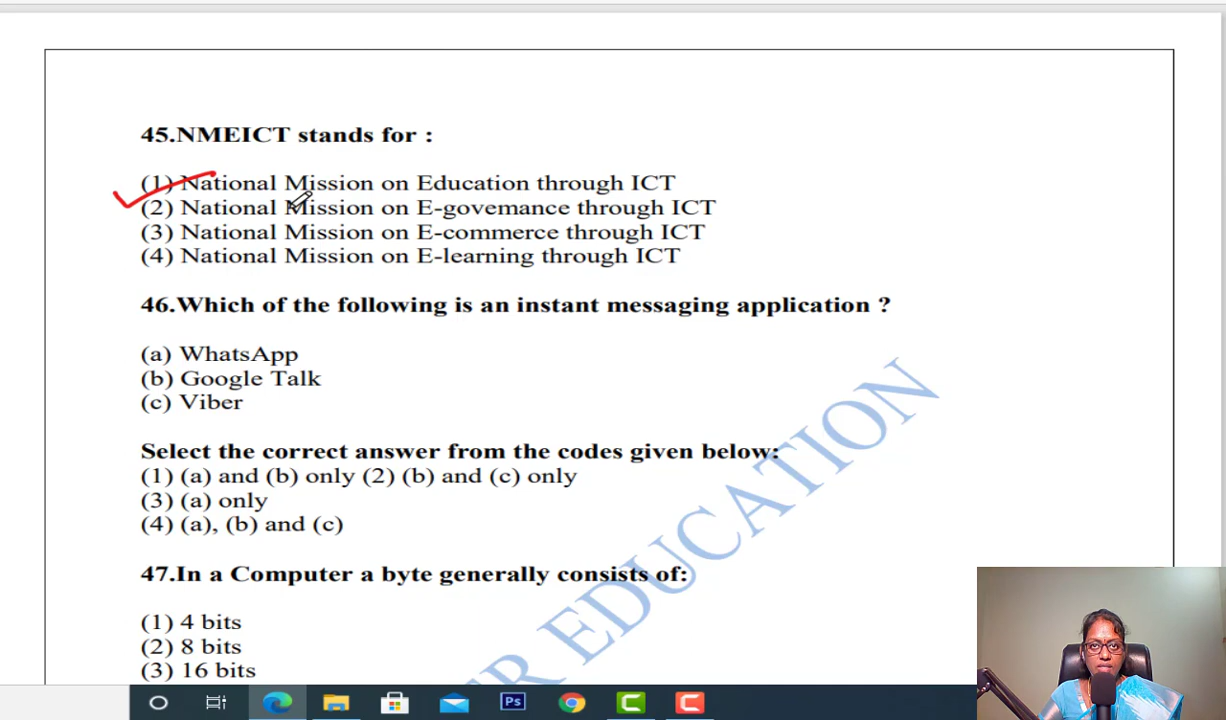 45.NMEICT stands for :
(1) National Mission on Education through ICT
(2) National Mission on E-govemance through ICT
(3) National Mission on E-commerce through ICT
(4) National Mission on E-learning through ICT
46.Which of the following is an instant messaging application ?
(a) WhatsApp
(b) Google Talk
(c) Viber
Select the correct answer from the codes given below:
(1) (a) and (b) only (2) (b) and (c) only
(3) (a) only
(4) (a), (b) and (c)
47.In a Computer a byte generally consists of:
(1) 4 bits
(2) 8 bits
(3) 16 bits
ER EDUCATION
Ps